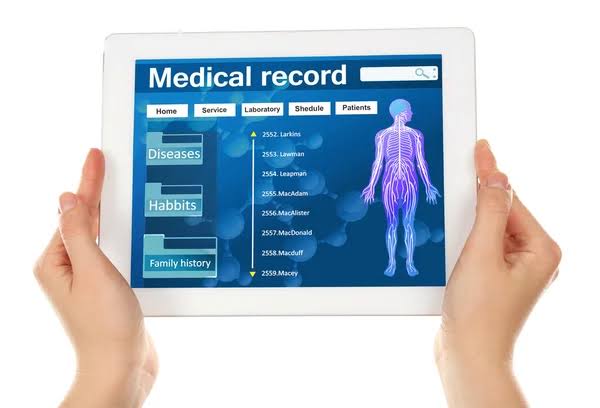 Medical record
Home Service Laboratory Shedule Patients
Diseases
Habbits
Family history
2552. Larkins
2553. Lawman
2554. Leapman
2555.MacAdam
2556.MacAlister
2557.MacDonald
2558.Macduff
2559.Macey